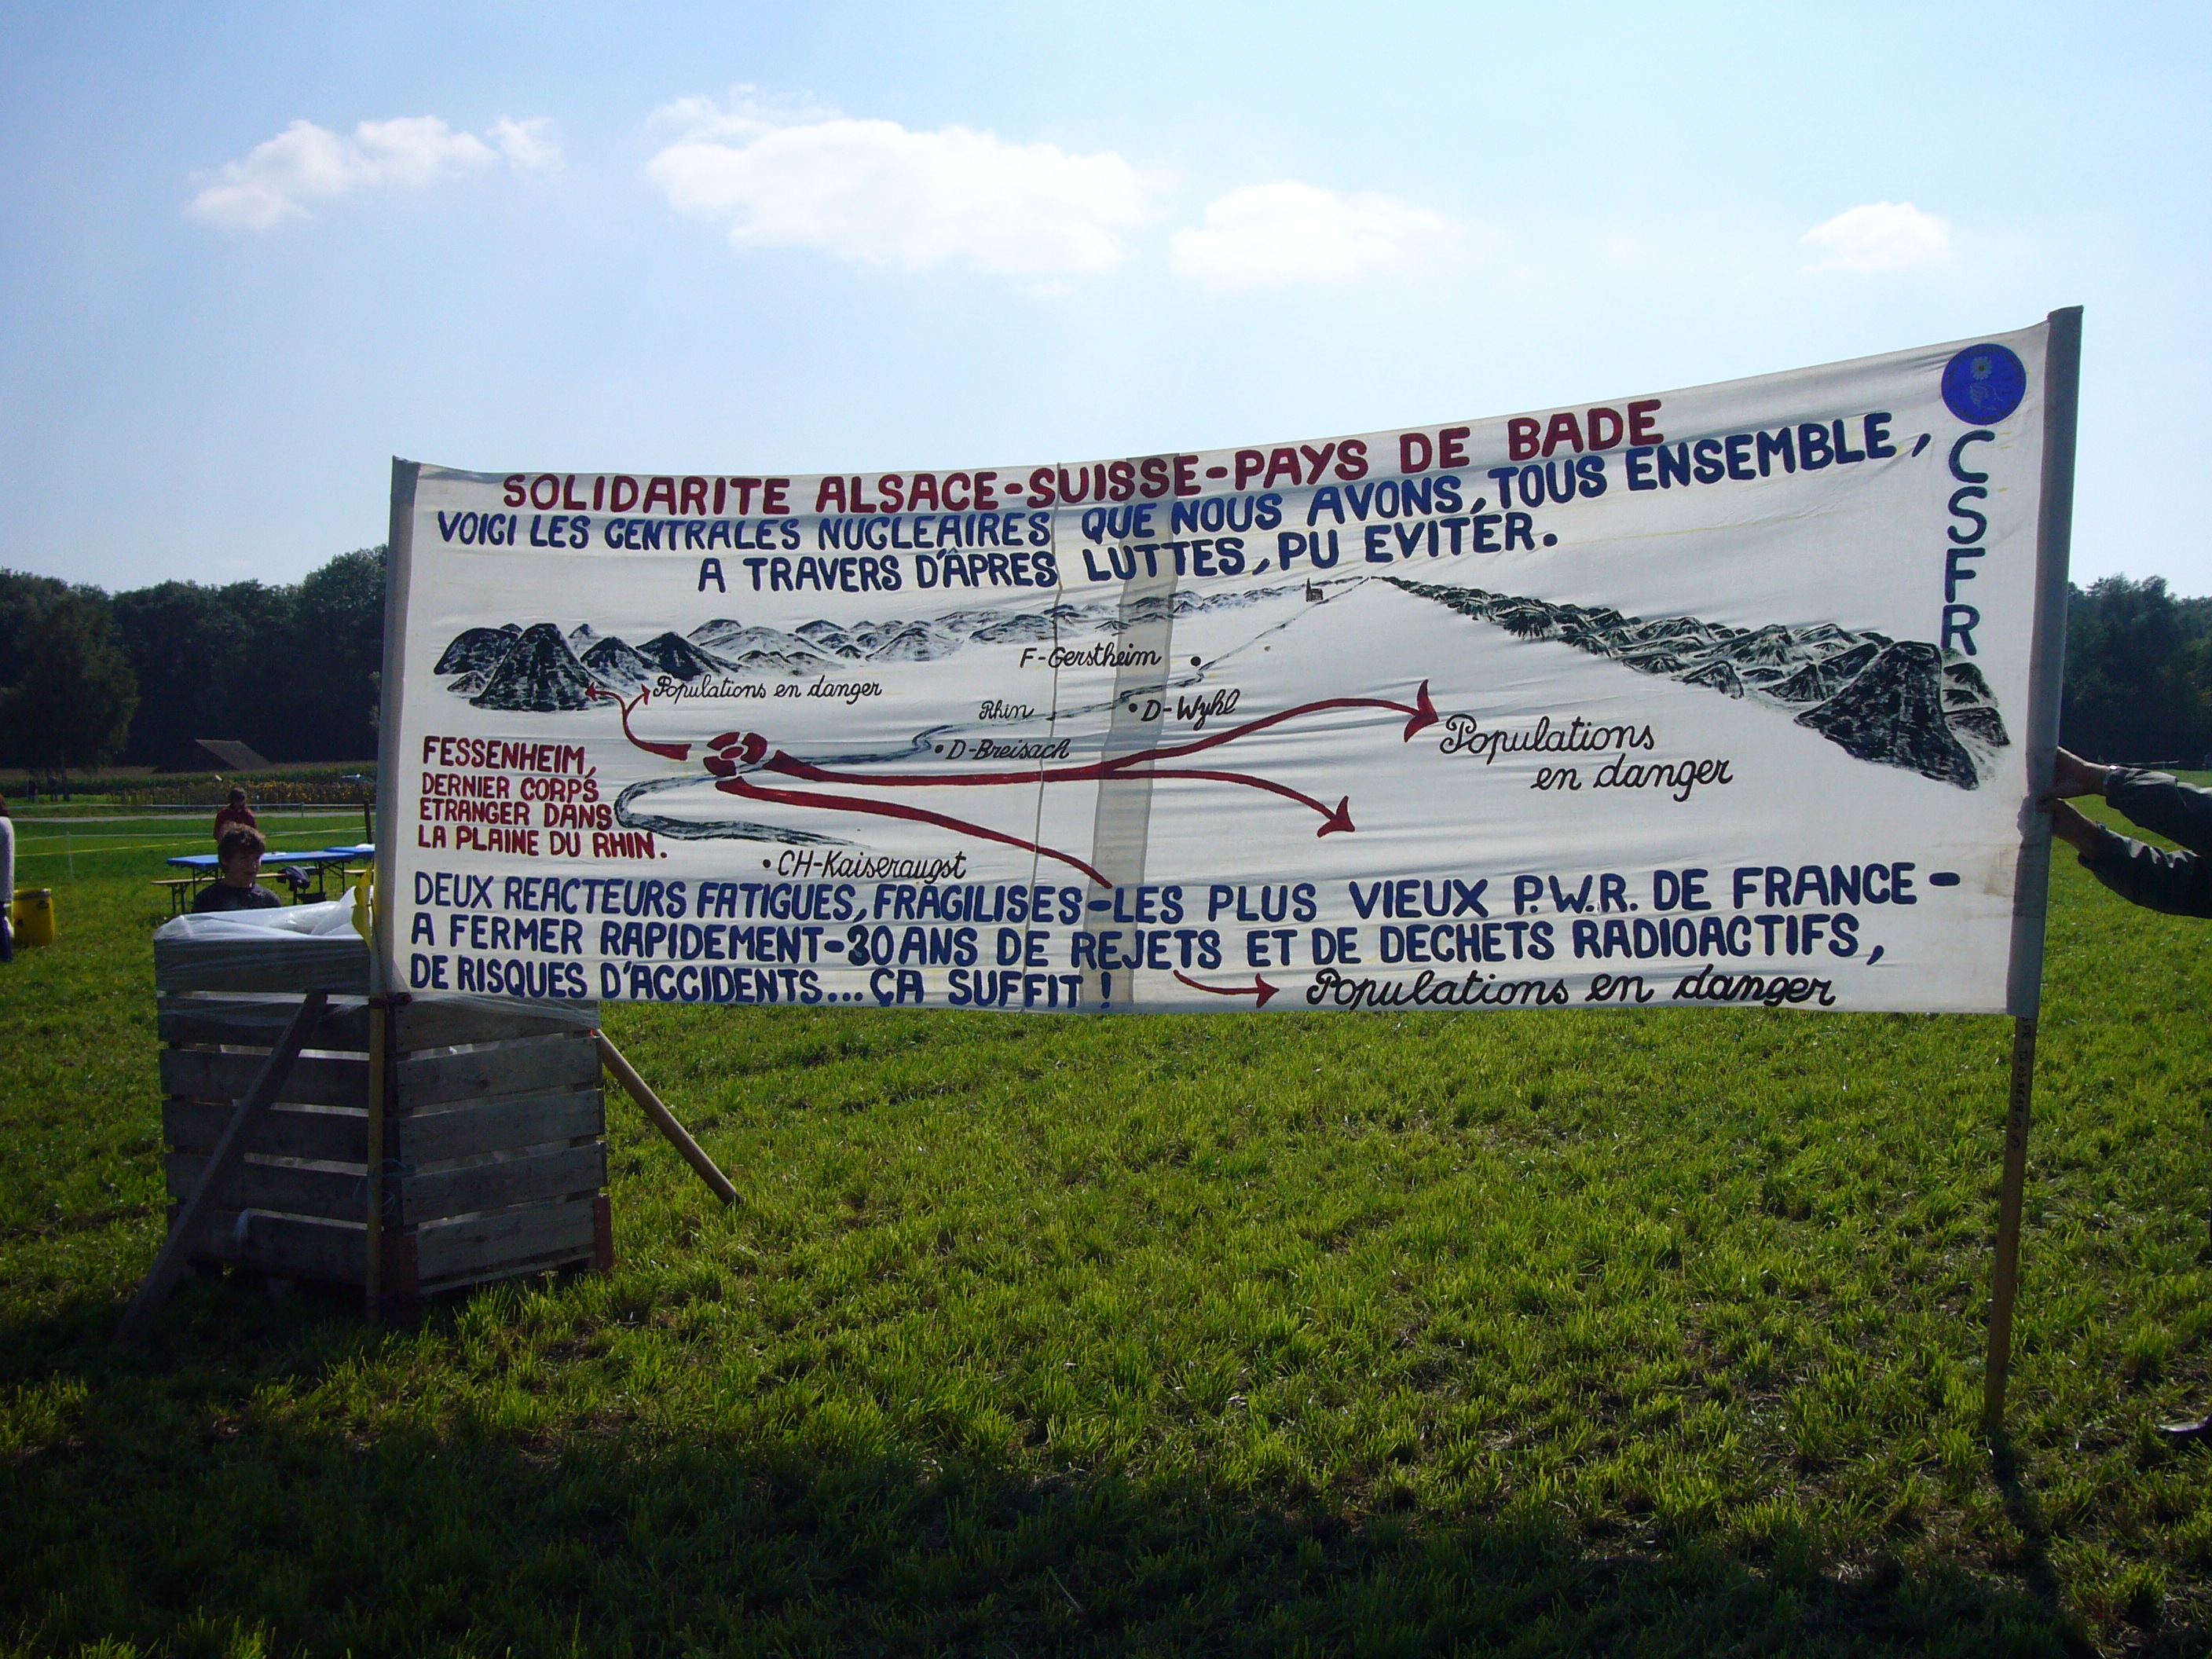 SOLIDARITE ALSACE-SUISSE-PAYS DE BADE
VOICI LES CENTRALES NUCLEAIRES QUE NOUS AVONS, TOUS ENSEMBLE,
A TRAVERS D'ÂPRES LUTTES, PU EVITER.
CSFR
F-Gerstheim
Populations en danger
Rhin
D-Wyhl
D-Breisach
Populations
en danger
FESSENHEIM,
DERNIER CORPS
ETRANGER DANS
LA PLAINE DU RHIN.
CH-Kaiseraugst
DEUX REACTEURS FATIGUES, FRAGILISES-LES PLUS VIEUX P.W.R. DE FRANCE-
A FERMER RAPIDEMENT-30 ANS DE REJETS ET DE DECHETS RADIOACTIFS,
DE RISQUES D'ACCIDENTS... ÇA SUFFIT !
Populations en danger